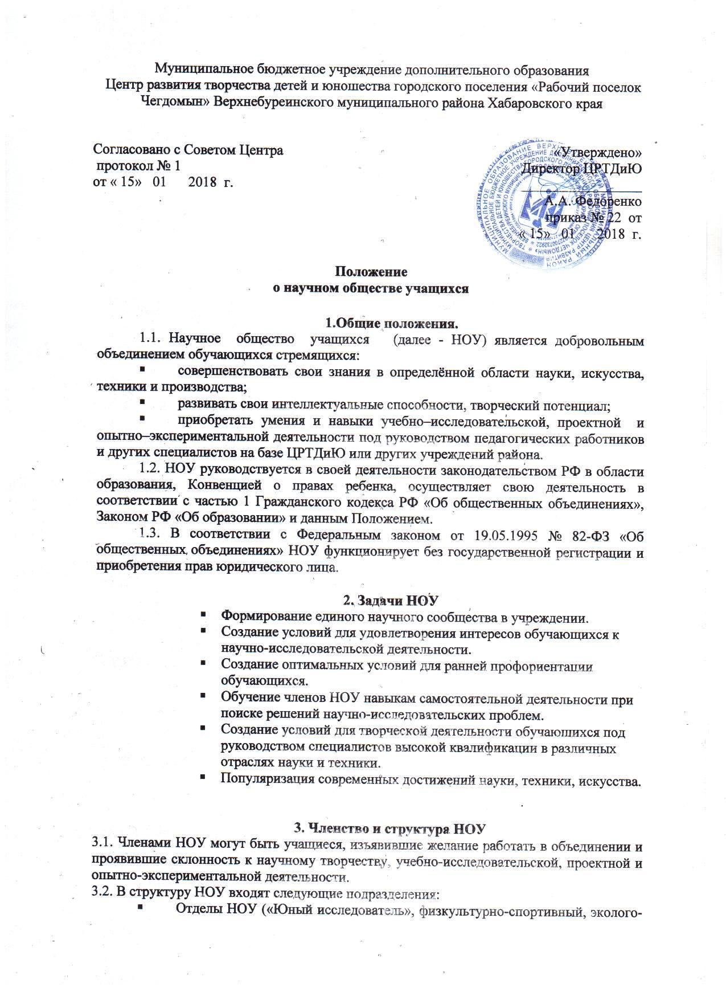 Муниципальное бюджетное учреждение дополнительного образования
Центр развития творчества детей и юношества городского поселения «Рабочий поселок
Чегдомын» Верхнебуреинского муниципального района Хабаровского края
Согласовано с Советом Центра
протокол № 1
от « 15» 01 2018 г.
«Утверждено»
Директор ЦРТДиЮ
А.А. Федоренко
приказ № 22 от
« 15» 01 2018 г.
Положение
о научном обществе учащихся
1.Общие положения.
1.1. Научное общество учащихся (далее - НОУ) является добровольным
объединением обучающихся стремящихся:
▪ совершенствовать свои знания в определённой области науки, искусства,
техники и производства;
▪ развивать свои интеллектуальные способности, творческий потенциал;
▪ приобретать умения и навыки учебно–исследовательской, проектной и
опытно–экспериментальной деятельности под руководством педагогических работников
и других специалистов на базе ЦРТДиЮ или других учреждений района.
1.2. НОУ руководствуется в своей деятельности законодательством РФ в области
образования, Конвенцией о правах ребенка, осуществляет свою деятельность в
соответствии с частью 1 Гражданского кодекса РФ «Об общественных объединениях»,
Законом РФ «Об образовании» и данным Положением.
1.3. В соответствии с Федеральным законом от 19.05.1995 № 82-ФЗ «Об
общественных объединениях» НОУ функционирует без государственной регистрации и
приобретения прав юридического лица.
2. Задачи НОУ
▪ Формирование единого научного сообщества в учреждении.
▪ Создание условий для удовлетворения интересов обучающихся к
научно-исследовательской деятельности.
▪ Создание оптимальных условий для ранней профориентации
обучающихся.
▪ Обучение членов НОУ навыкам самостоятельной деятельности при
поиске решений научно-исследовательских проблем.
▪ Создание условий для творческой деятельности обучающихся под
руководством специалистов высокой квалификации в различных
отраслях науки и техники.
▪ Популяризация современных достижений науки, техники, искусства.
3. Членство и структура НОУ
3.1. Членами НОУ могут быть учащиеся, изъявившие желание работать в объединении и
проявившие склонность к научному творчеству, учебно-исследовательской, проектной и
опытно-экспериментальной деятельности.
3.2. В структуру НОУ входят следующие подразделения:
▪ Отделы НОУ («Юный исследователь», физкультурно-спортивный, эколого-